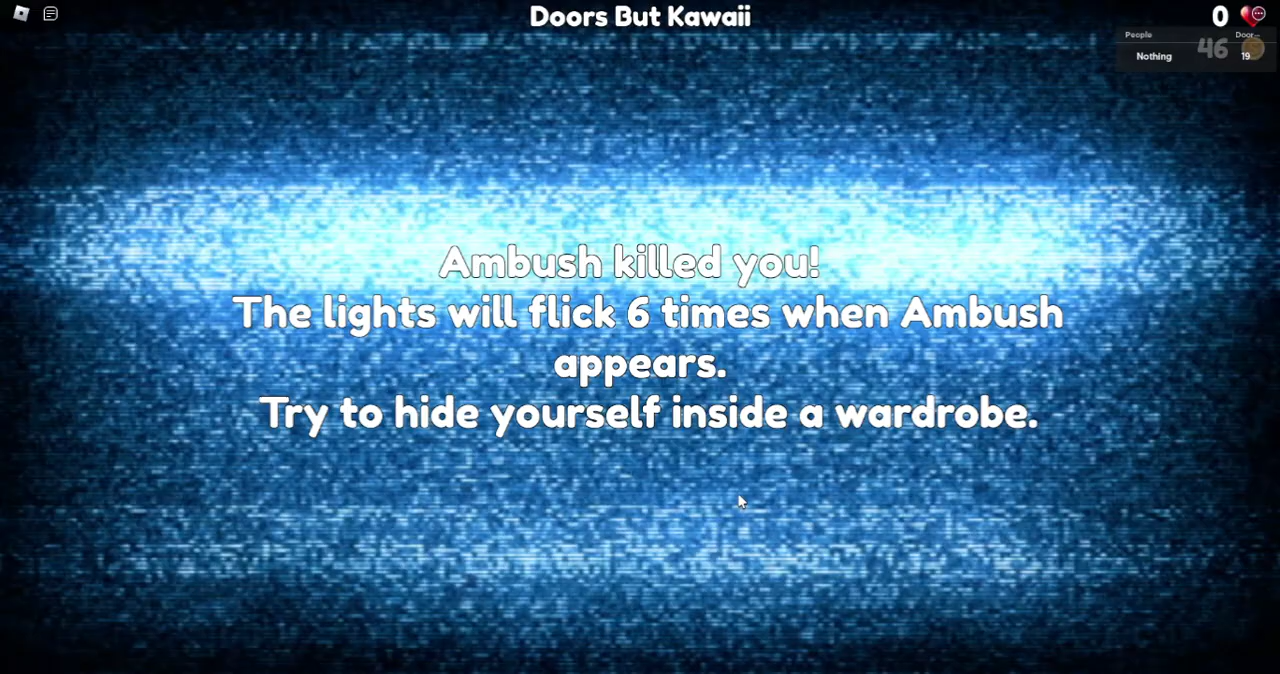 Doors But Kawaii
0
People Door...
46
Nothing 19
Ambush killed you!
The lights will flick 6 times when Ambush
appears.
Try to hide yourself inside a wardrobe.